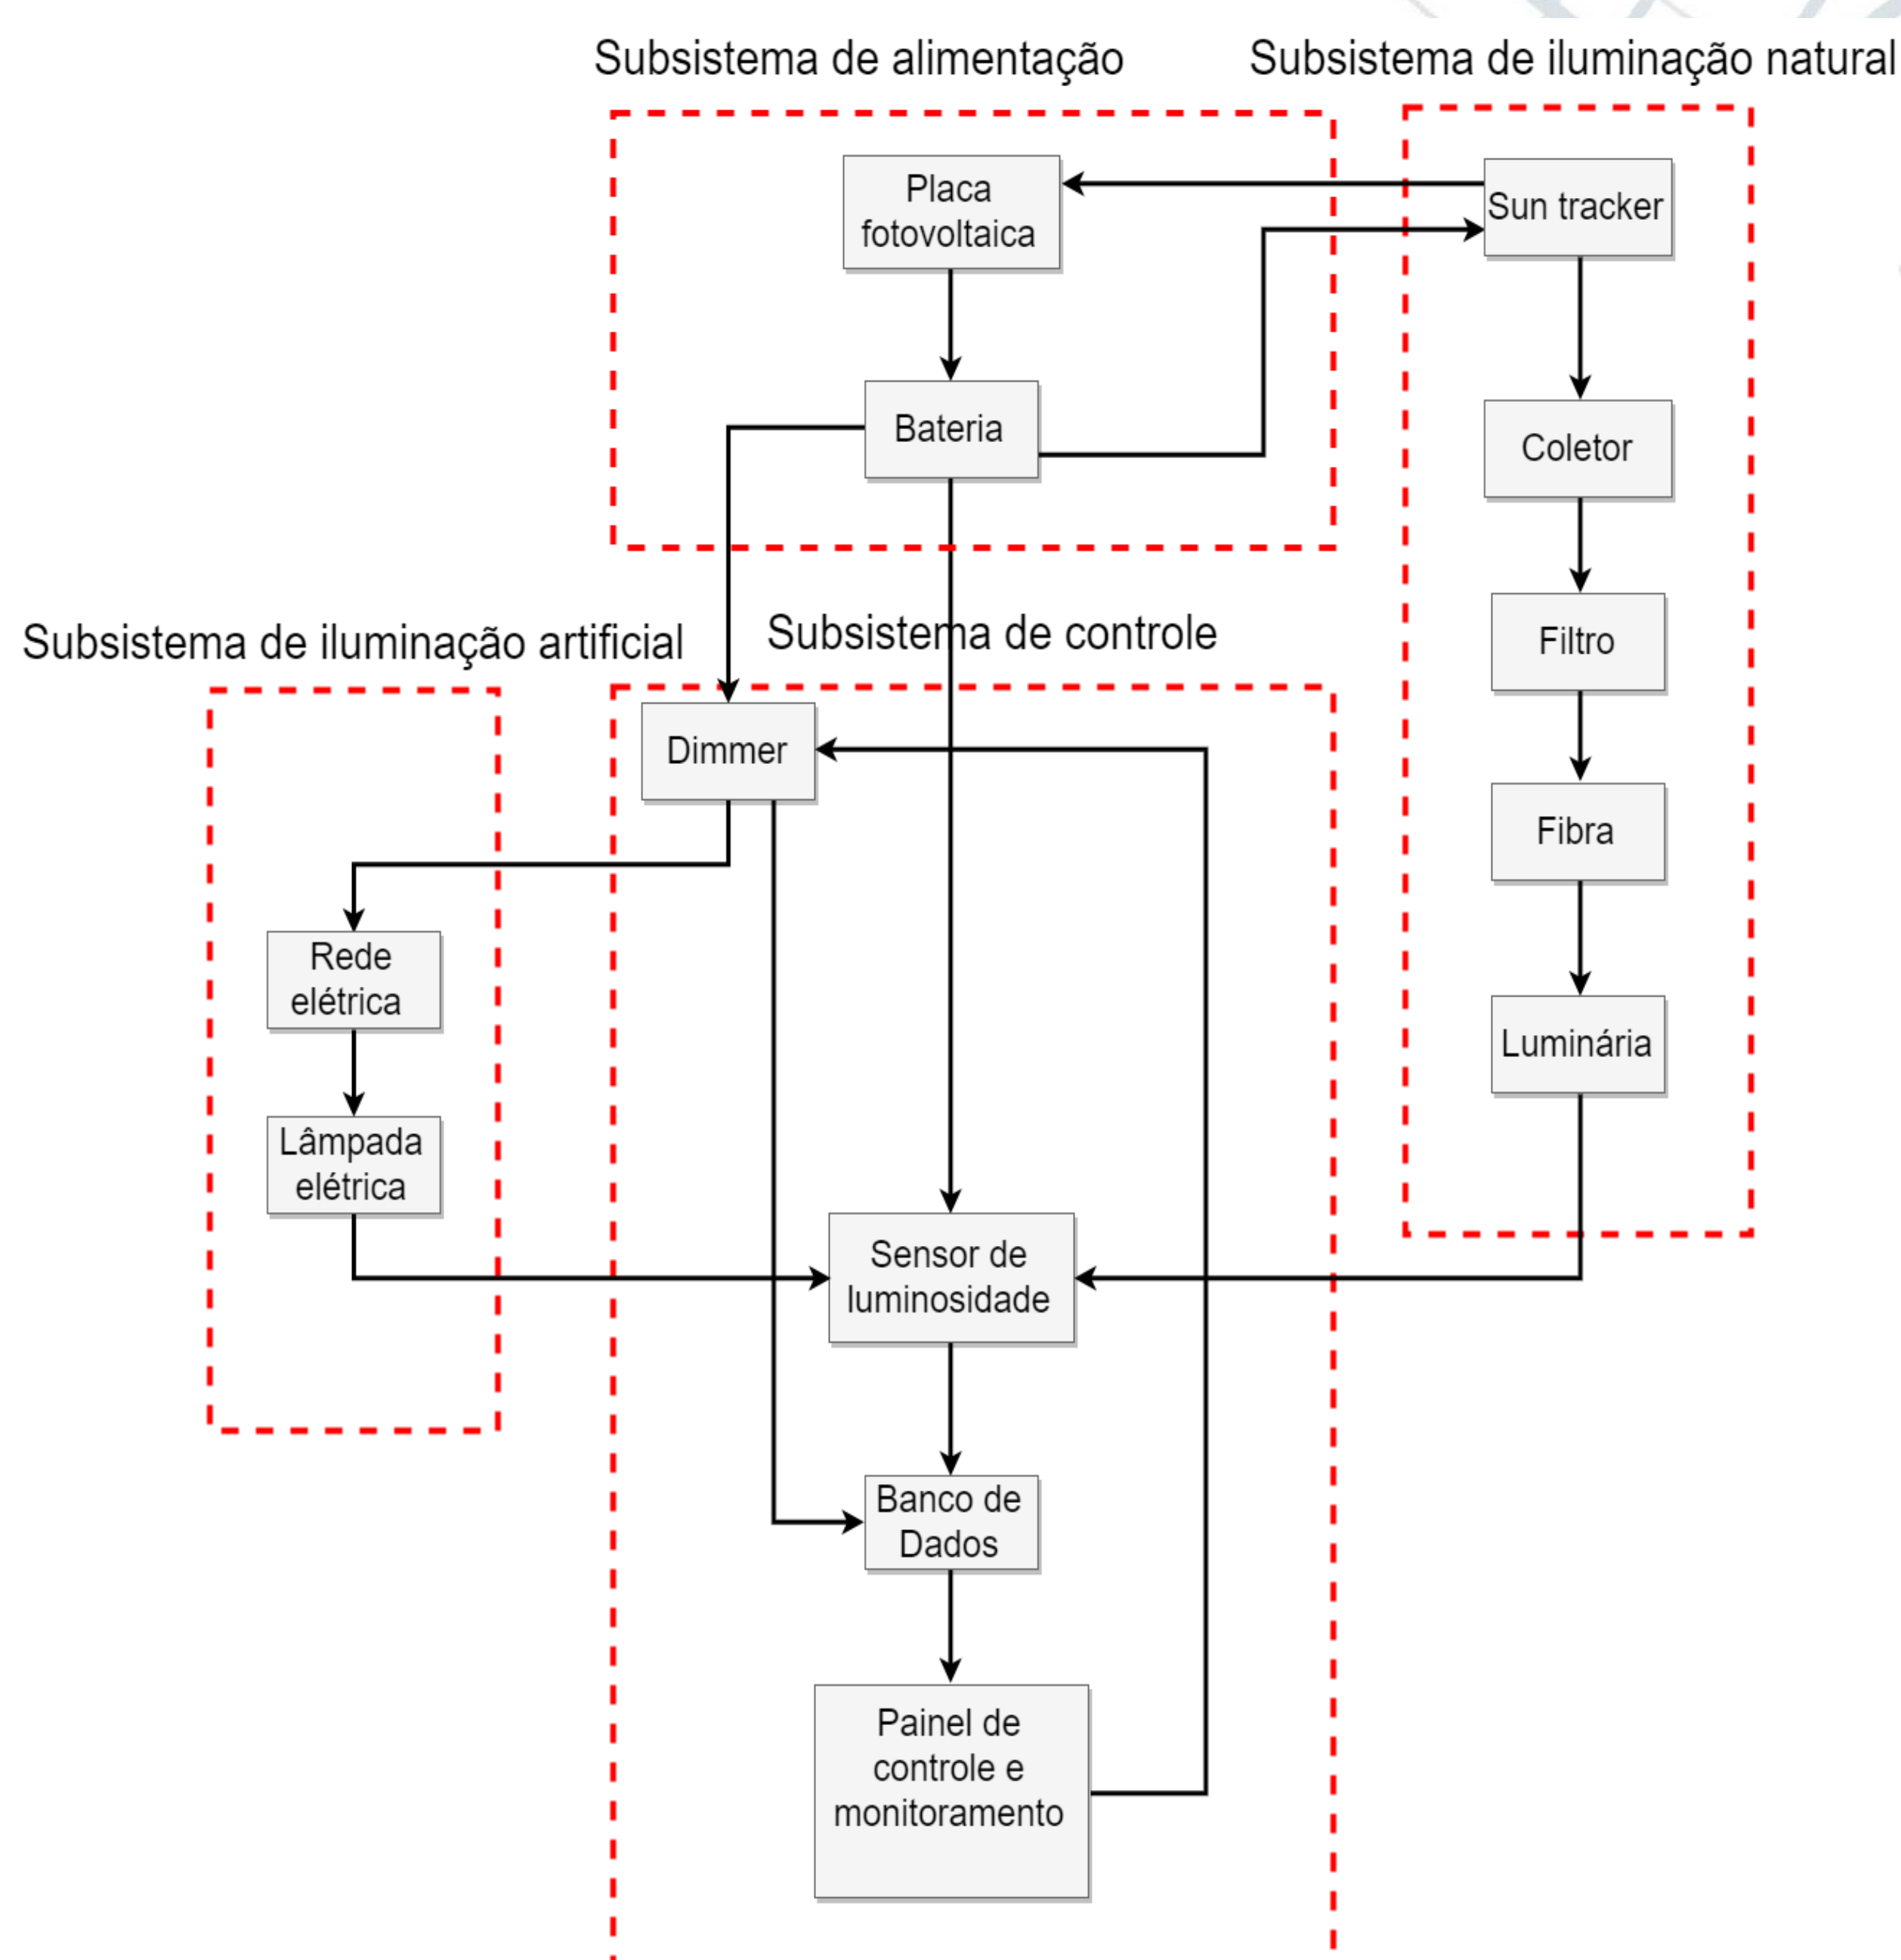 Subsistema de alimentação
Subsistema de iluminação natural
Placa
fotovoltaica
Sun tracker
Bateria
Coletor
Subsistema de iluminação artificial
Subsistema de controle
Filtro
Dimmer
Fibra
Rede
elétrica
Luminária
Lâmpada
elétrica
Sensor de
luminosidade
Banco de
Dados
Painel de
controle e
monitoramento